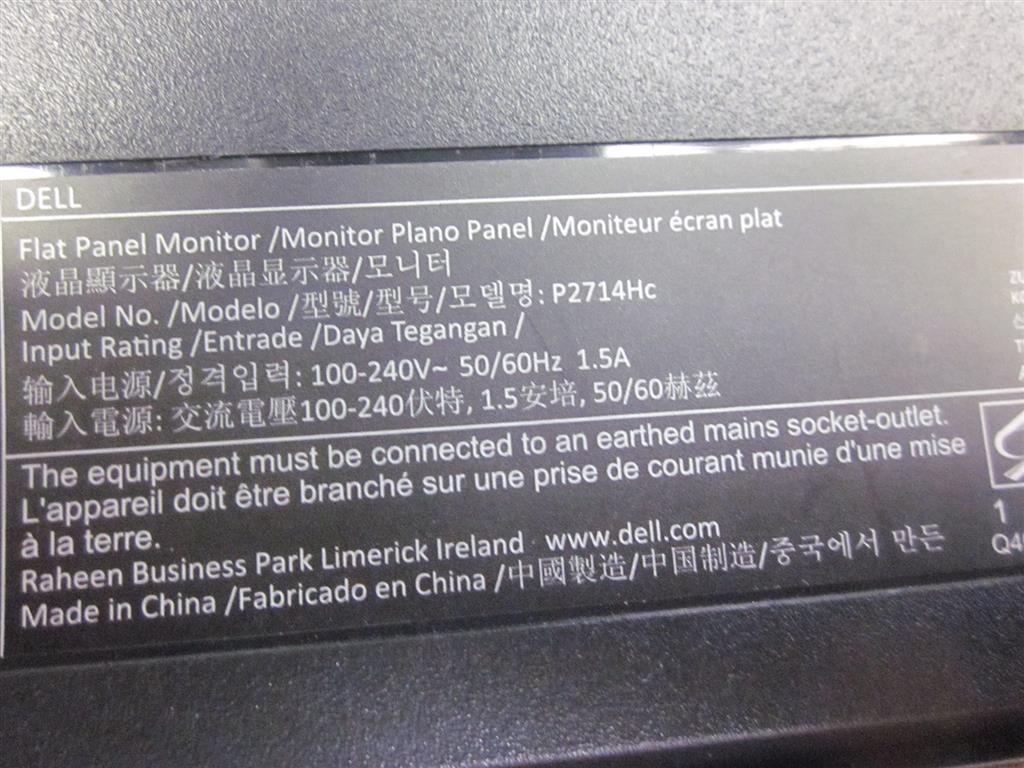 DELL
Flat Panel Monitor /Monitor Plano Panel /Moniteur écran plat
液晶顯示器/液晶显示器/모니터
Model No. /Modelo /型號/型号/모델명: P2714Hc
Input Rating /Entrade /Daya Tegangan /
输入电源/정격입력: 100-240V~ 50/60Hz 1.5A
輸入電源: 交流電壓100-240伏特, 1.5安培, 50/60赫茲
The equipment must be connected to an earthed mains socket-outlet.
L'appareil doit être branché sur une prise de courant munie d'une mise
à la terre.
Raheen Business Park Limerick Ireland www.dell.com
Made in China /Fabricado en China /中國製造/中国制造/중국에서 만든
1